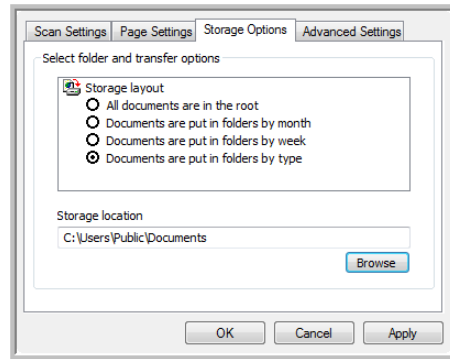 Scan Settings Page Settings Storage Options Advanced Settings
Select folder and transfer options
Storage layout
All documents are in the root
Documents are put in folders by month
Documents are put in folders by week
Documents are put in folders by type
Storage location
C:\Users\Public\Documents
Browse
OK Cancel Apply